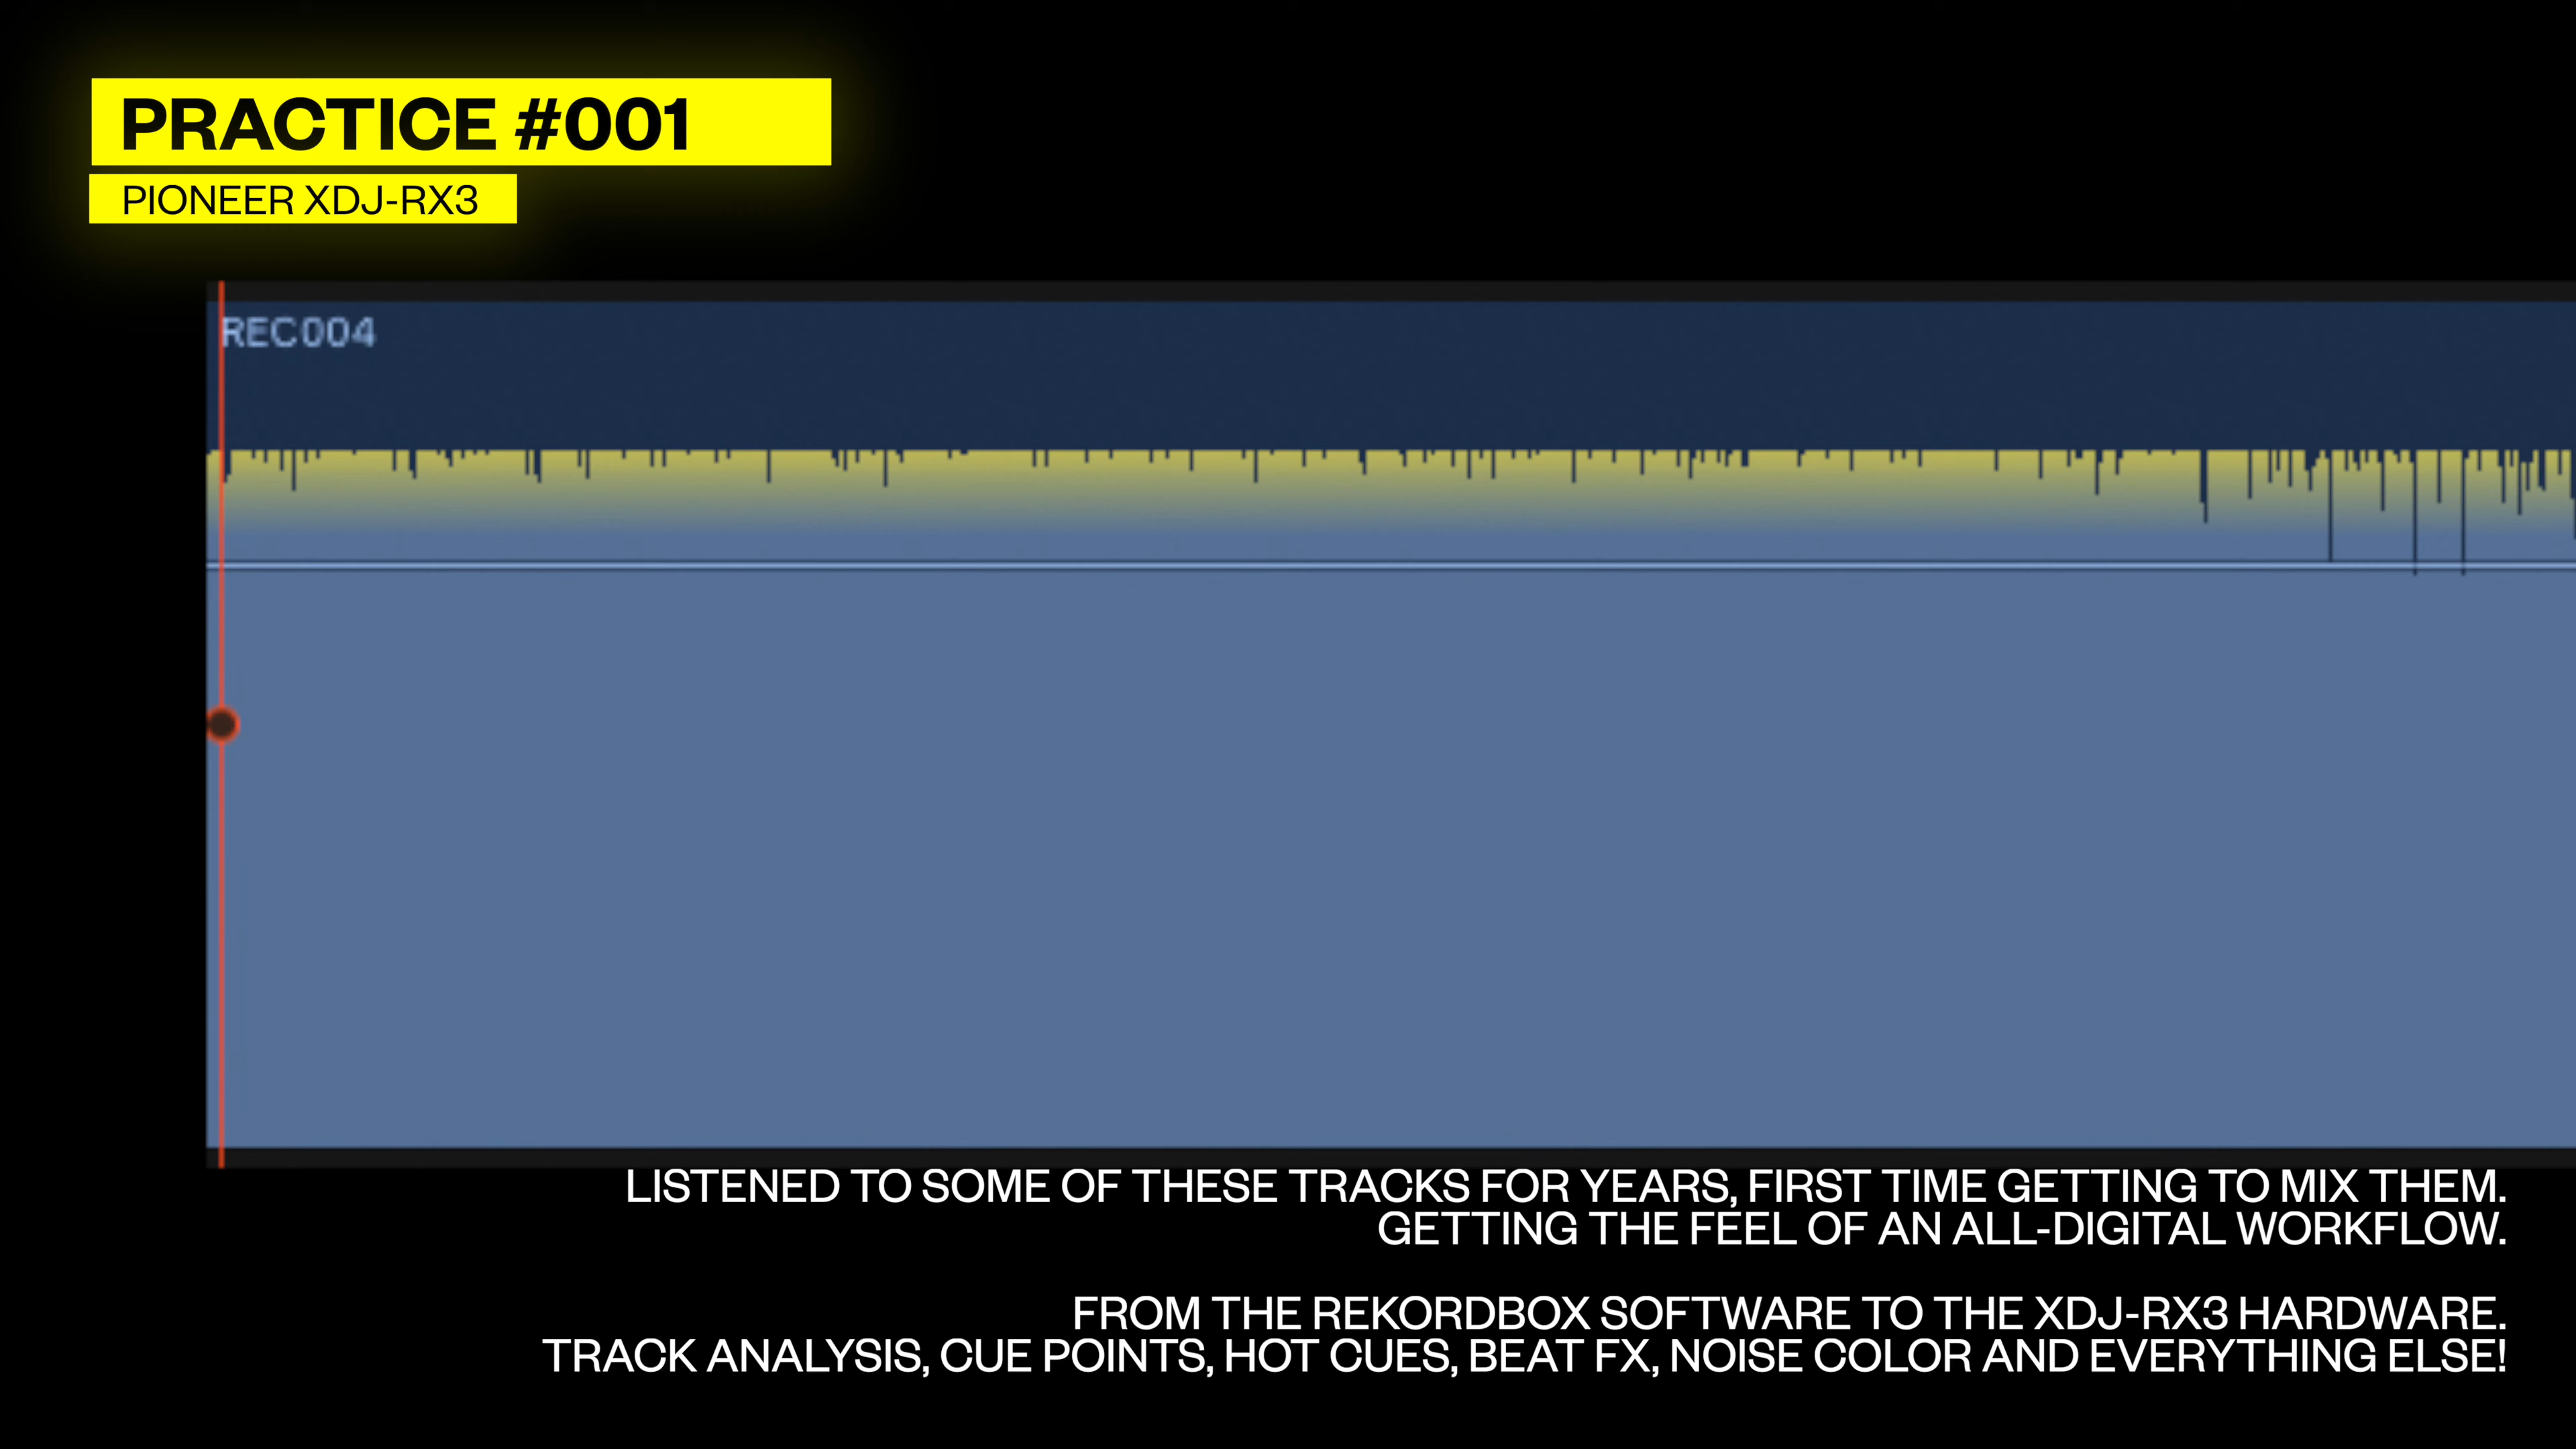 PRACTICE #001
PIONEER XDJ-RX3
REC004
LISTENED TO SOME OF THESE TRACKS FOR YEARS, FIRST TIME GETTING TO MIX THEM.
GETTING THE FEEL OF AN ALL-DIGITAL WORKFLOW.
FROM THE REKORDBOX SOFTWARE TO THE XDJ-RX3 HARDWARE.
TRACK ANALYSIS, CUE POINTS, HOT CUES, BEAT FX, NOISE COLOR AND EVERYTHING ELSE!